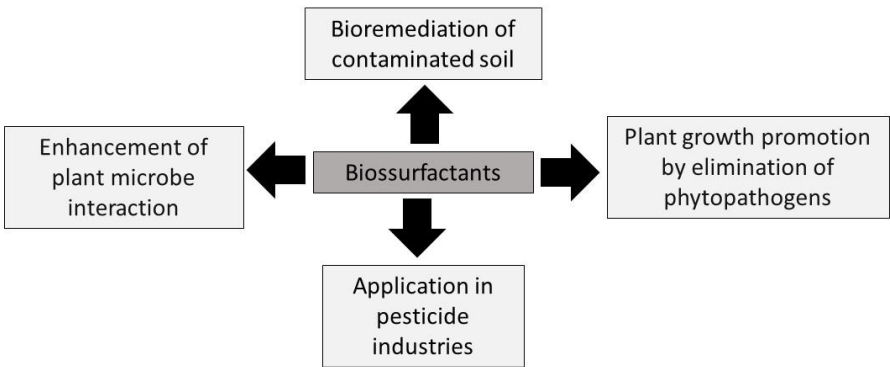 Bioremediation of
contaminated soil
Enhancement of
plant microbe
interaction
Biossurfactants
Plant growth promotion
by elimination of
phytopathogens
Application in
pesticide
industries